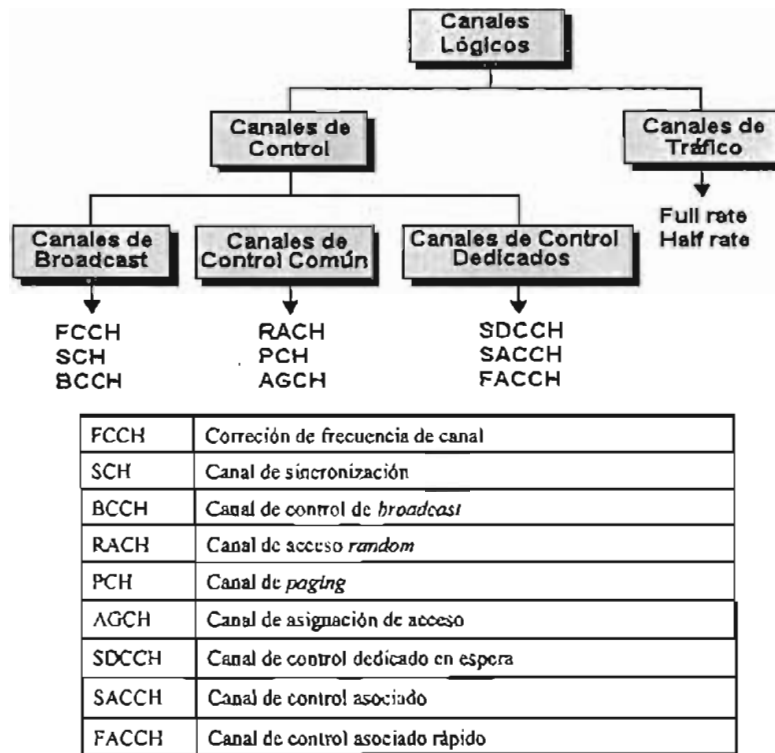 Canales
Lógicos
Canales de
Control
Canales de
Tráfico
Full rate
Half rate
Canales de
Broadcast
Canales de
Control Común
Canales de Control
Dedicados
FCCH
SCH
BCCH
RACH
PCH
AGCH
SDCCH
SACCH
FACCH
FCCH Correción de frecuencia de canal
SCH Canal de sincronización
BCCH Canal de control de broadcast
RACH Canal de acceso random
PCH Canal de paging
AGCH Canal de asignación de acceso
SDCCH Canal de control dedicado en espera
SACCH Canal de control asociado
FACCH Canal de control asociado rápido